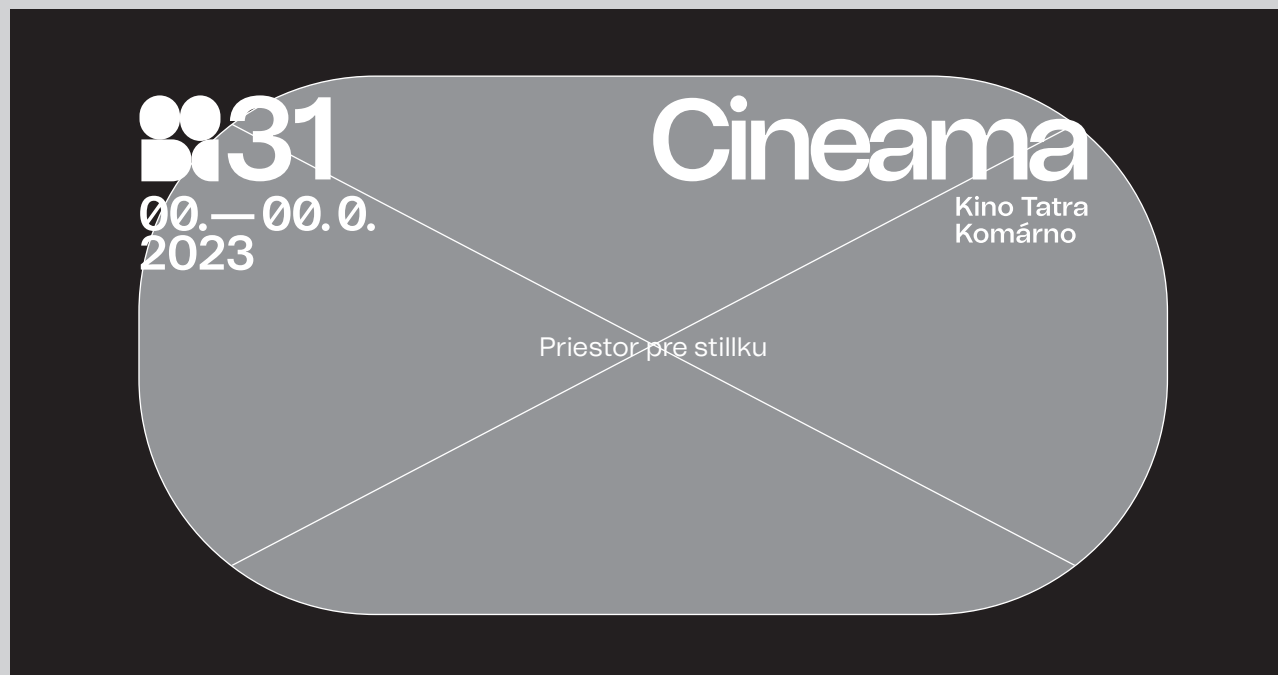 31
00.— 00. 0.
2023
Cineama
Kino Tatra
Komárno
Priestor pre stillku